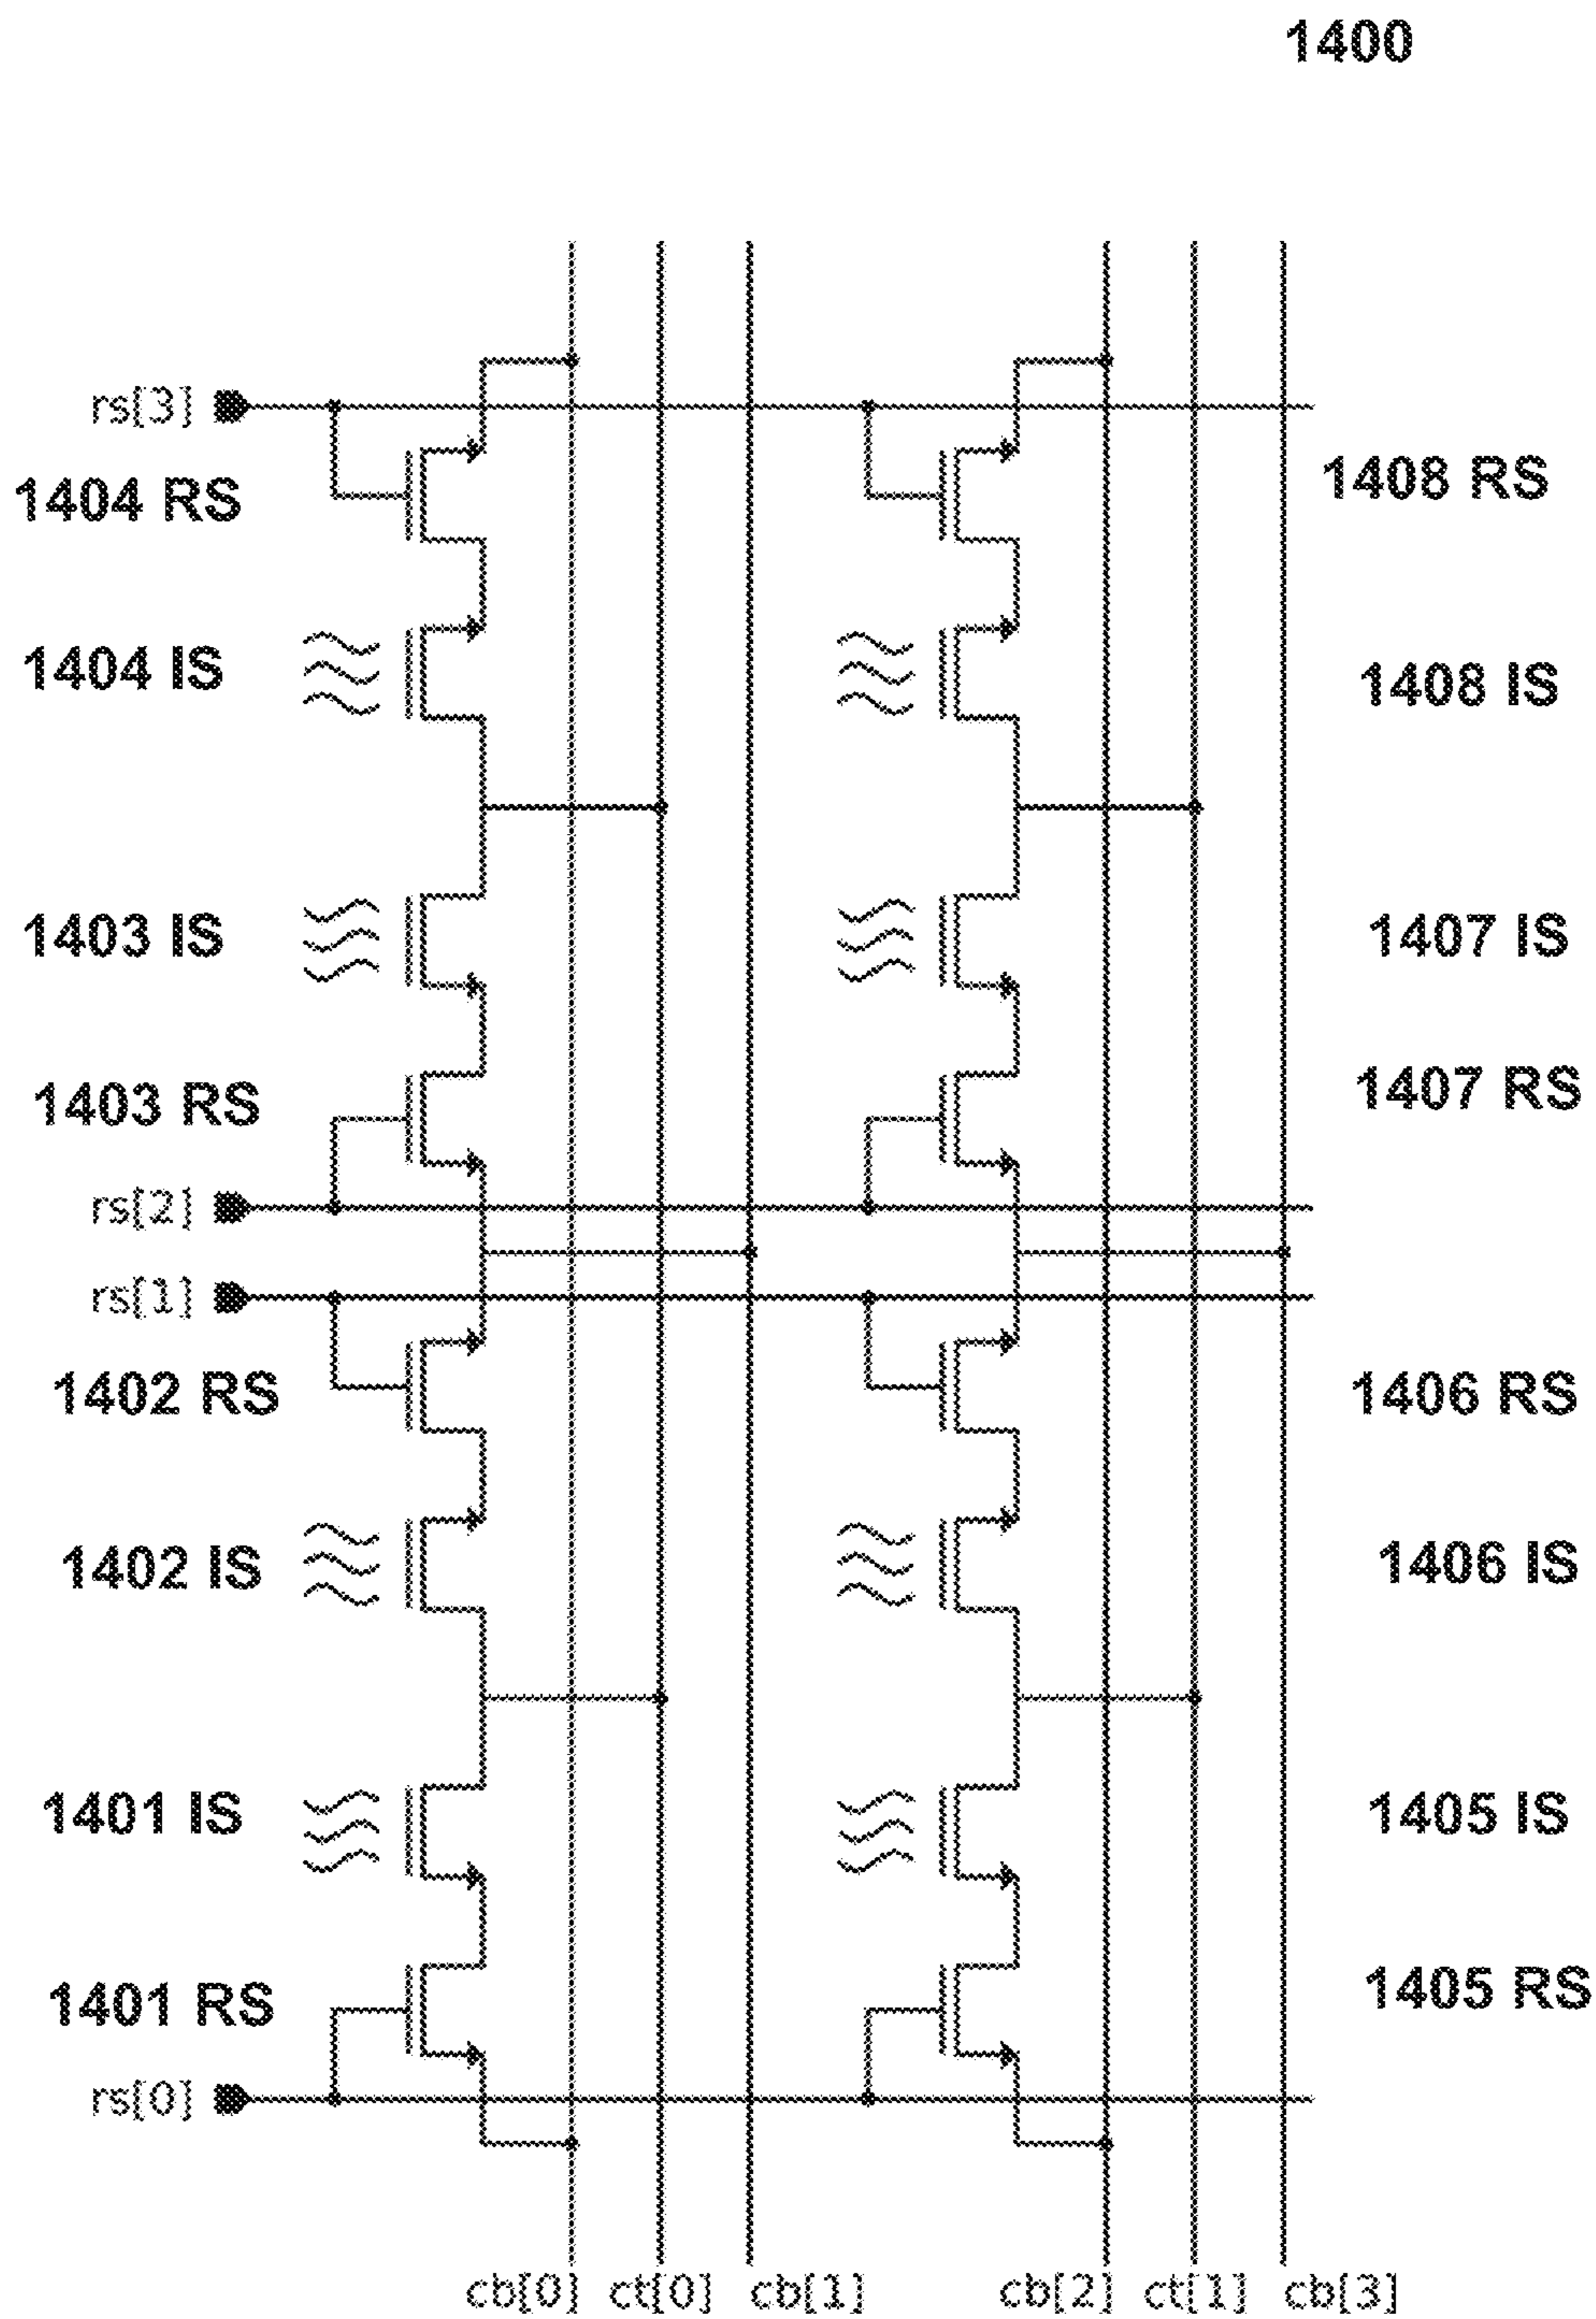 1400
rs[3]
1404 RS
1408 RS
1404 IS
1408 IS
1403 IS
1407 IS
1403 RS
1407 RS
rs[2]
rs[1]
1402 RS
1406 RS
1402 IS
1406 IS
1401 IS
1405 IS
1401 RS
1405 RS
rs[0]
cb[0] ct[0] cb[1] cb[2] ct[1] cb[3]